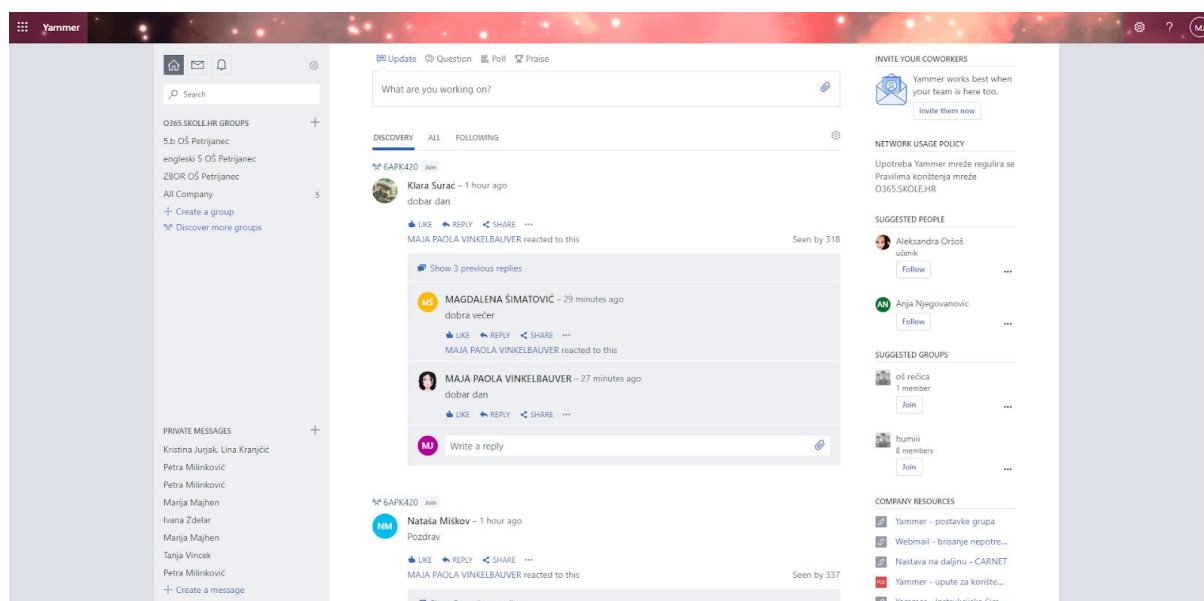 Yammer
?
MJ
Search
O365.SKOLE.HR GROUPS
5.b OŠ Petrijanec
engleski 5 OŠ Petrijanec
ZBOR OŠ Petrijanec
All Company 5
+ Create a group
Discover more groups
PRIVATE MESSAGES
Kristina Jurjak, Lina Kranjčić
Petra Milinković
Petra Milinković
Marija Majhen
Ivana Zdelar
Marija Majhen
Tanja Vincek
Petra Milinković
+ Create a message
Update Question Poll Praise
What are you working on?
DISCOVERY ALL FOLLOWING
6APK420 Join
Klara Surać – 1 hour ago
dobar dan
LIKE REPLY SHARE ...
MAJA PAOLA VINKELBAUVER reacted to this Seen by 318
Show 3 previous replies
MŠ
MAGDALENA ŠIMATOVIĆ – 29 minutes ago
dobra večer
LIKE REPLY SHARE ...
MAJA PAOLA VINKELBAUVER reacted to this
MAJA PAOLA VINKELBAUVER – 27 minutes ago
dobar dan
LIKE REPLY SHARE ...
MJ Write a reply
6APK420 Join
NM
Nataša Miškov – 1 hour ago
Pozdrav
LIKE REPLY SHARE ...
MAJA PAOLA VINKELBAUVER reacted to this Seen by 337
INVITE YOUR COWORKERS
Yammer works best when
your team is here too.
Invite them now
NETWORK USAGE POLICY
Upotreba Yammer mreže regulira se
Pravilima korištenja mreže
O365.SKOLE.HR
SUGGESTED PEOPLE
Aleksandra Oršoš
učenik
Follow ...
AN Anja Njegovanovic
Follow ...
SUGGESTED GROUPS
oš rečica
1 member
Join ...
humiii
8 members
Join ...
COMPANY RESOURCES
Yammer - postavke grupa
Webmail - brisanje nepotre...
Nastava na daljinu - CARNET
PDF Yammer - upute za korište...